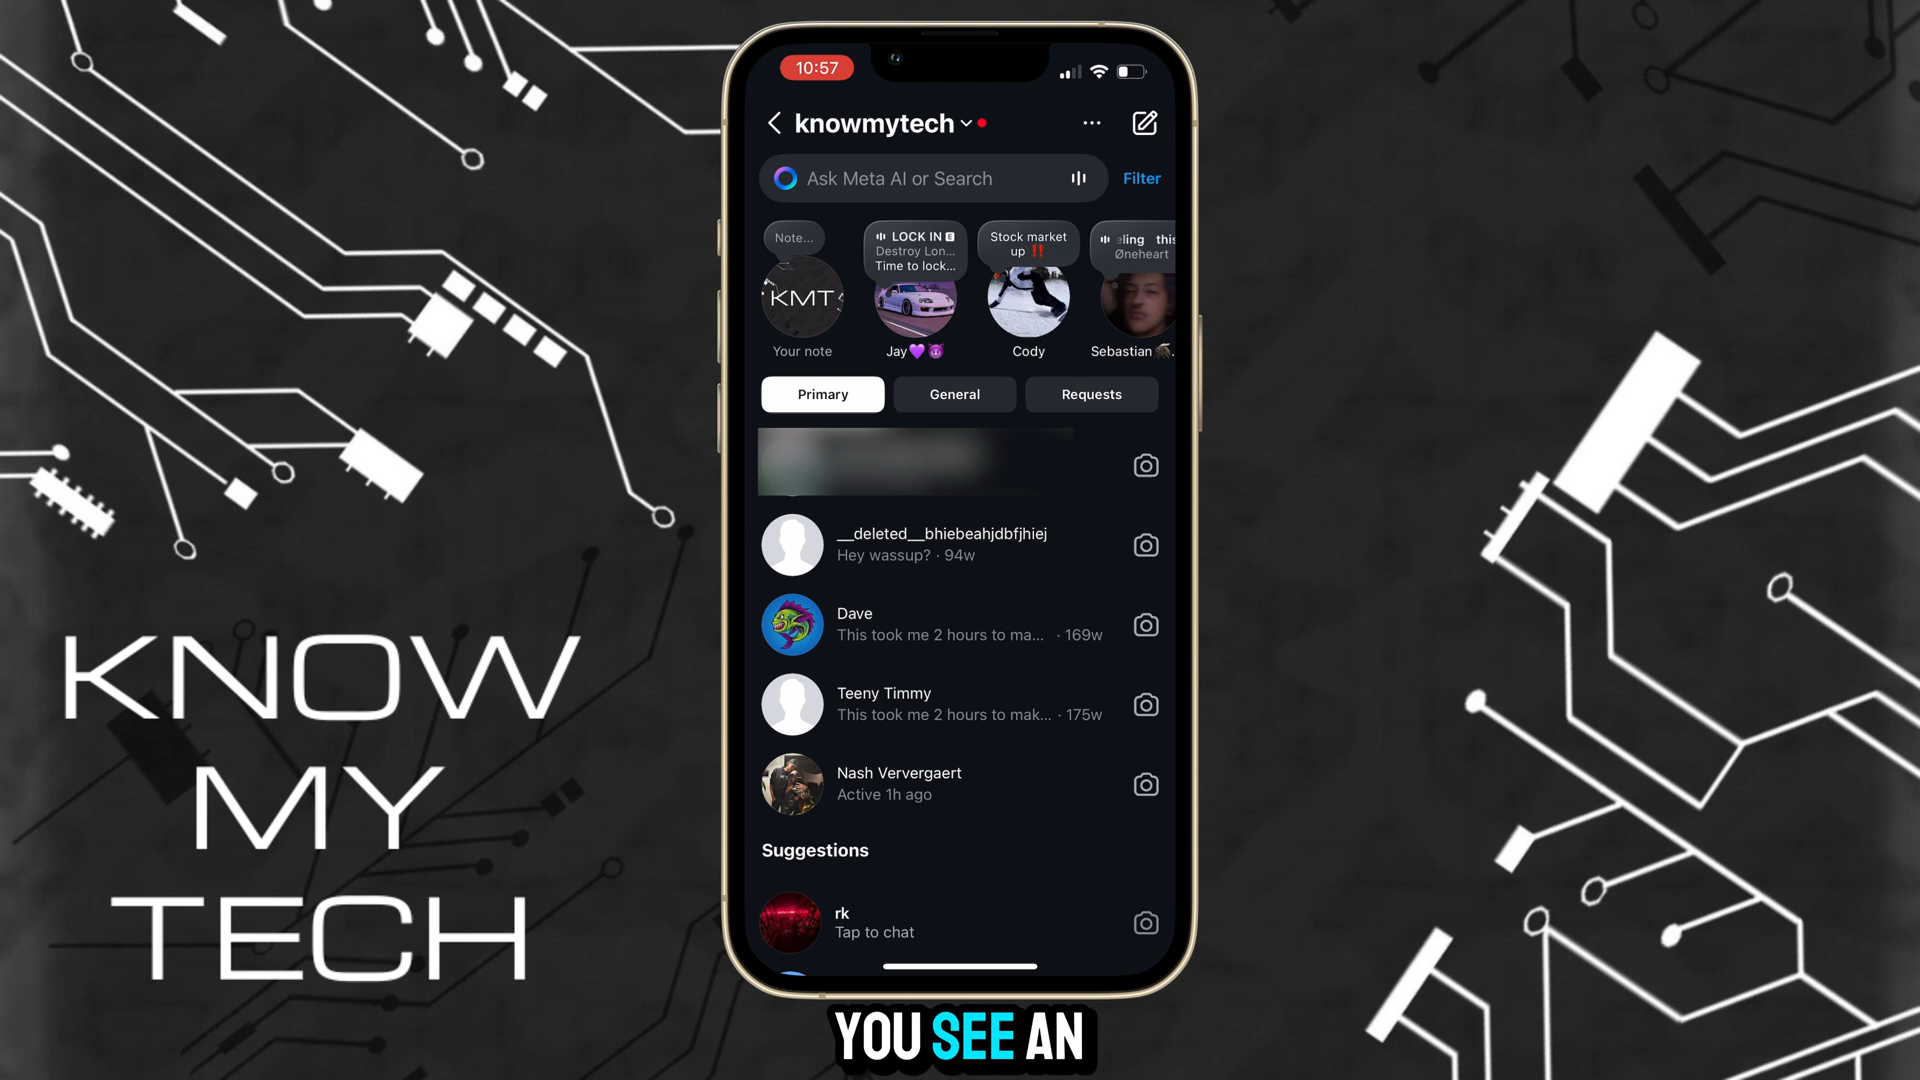 10:57
knowmytech
Ask Meta AI or Search
Filter
Note...
LOCK IN E
Destroy Lon...
Time to lock...
Stock market
up ‼️
eling this
Øneheart
KMT
Your note
Jay💜😈
Cody
Sebastian
Primary
General
Requests
__deleted__bhiebeahjdbfjhiej
Hey wassup? · 94w
Dave
This took me 2 hours to ma... · 169w
Teeny Timmy
This took me 2 hours to mak... · 175w
Nash Ververgaert
Active 1h ago
Suggestions
rk
Tap to chat
KNOW
MY
TECH
YOU SEE AN